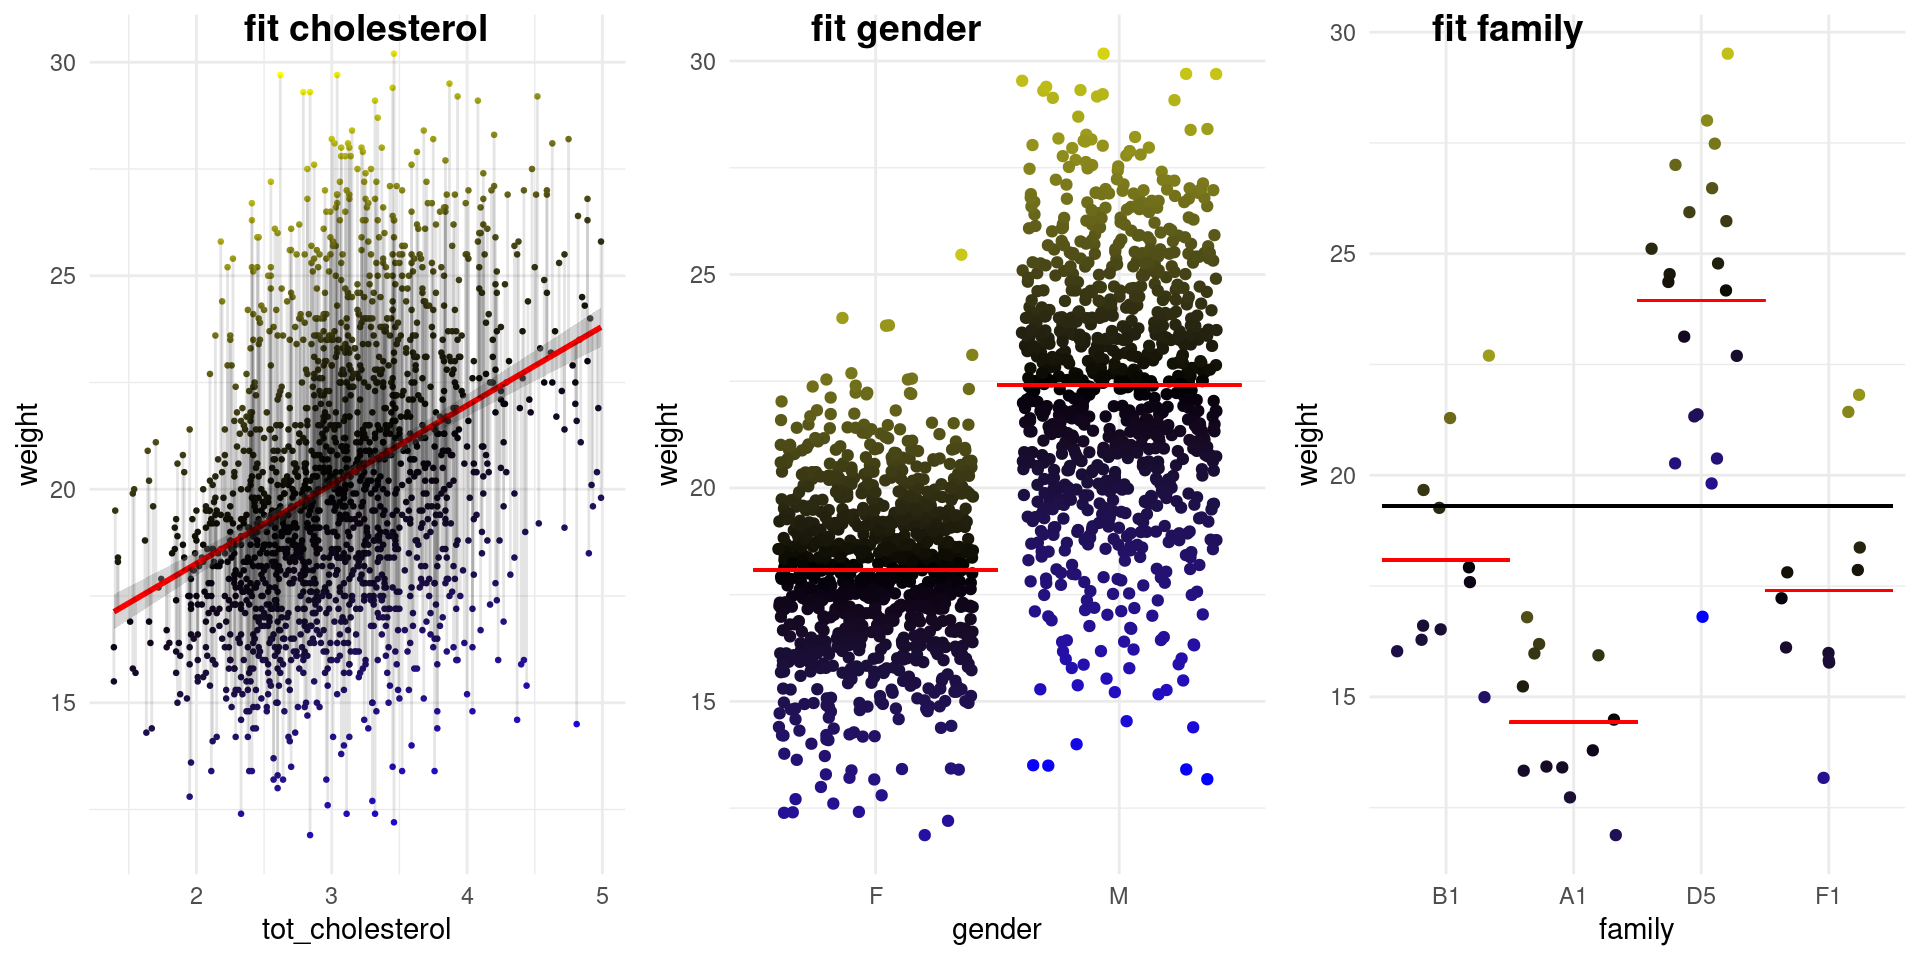 fit cholesterol
weight
30
25
20
15
2 3 4 5
tot_cholesterol
fit gender
weight
30
25
20
15
F M
gender
fit family
weight
30
25
20
15
B1 A1 D5 F1
family